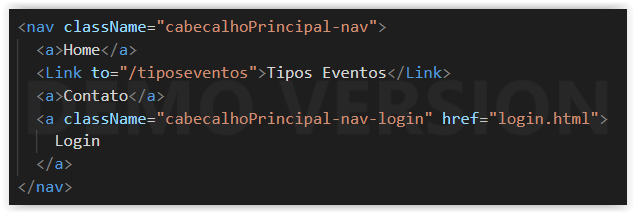 <nav className="cabecalhoPrincipal-nav">
<a>Home</a>
<Link to="/tiposeventos">Tipos Eventos</Link>
<a>Contato</a>
<a className="cabecalhoPrincipal-nav-login" href="login.html">
Login
</a>
</nav>
DEMO VERSION